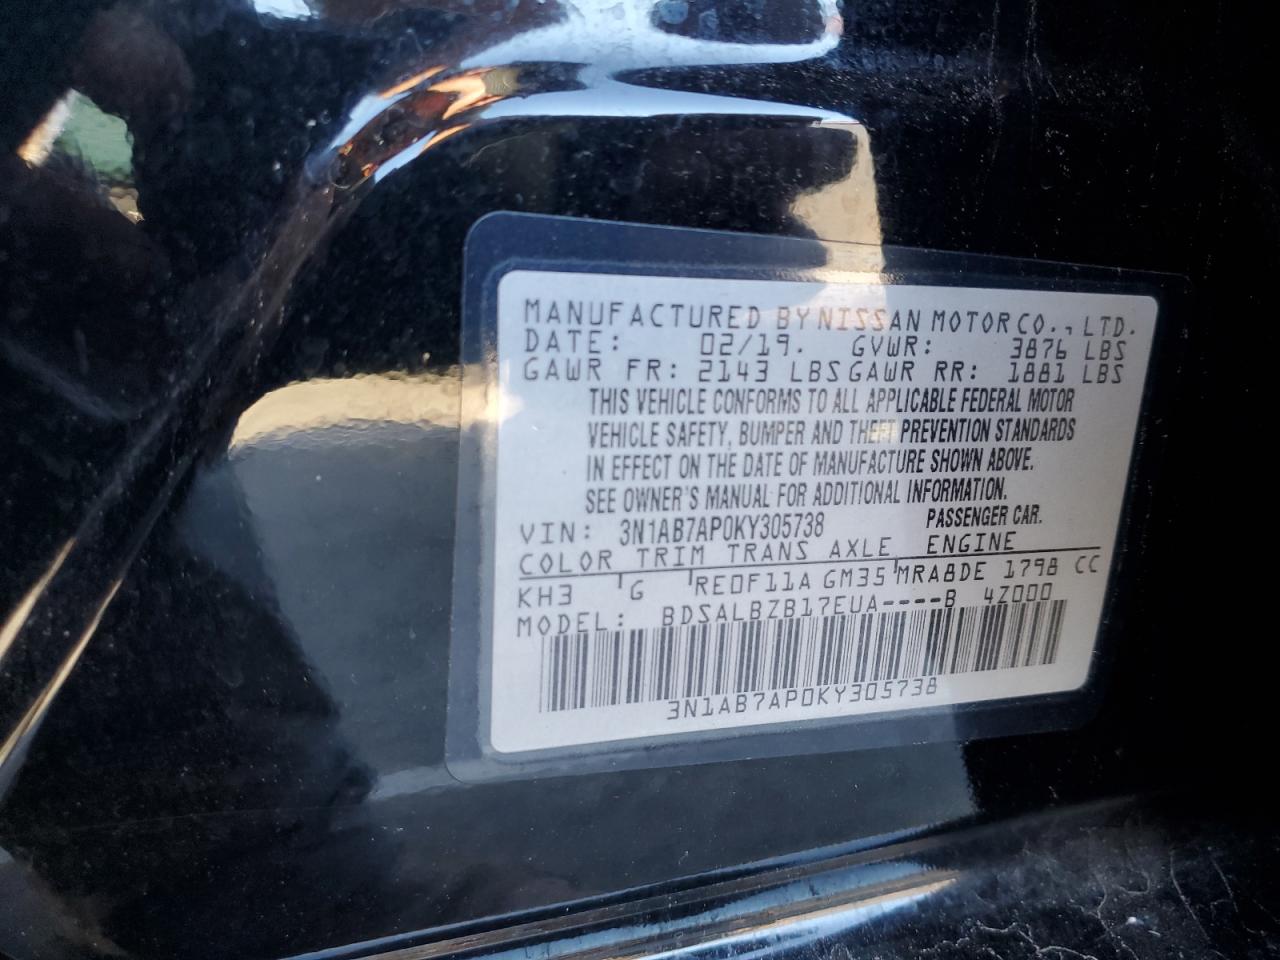 MANUFACTURED BY NISSAN MOTOR CO., LTD.
DATE: 02/19. GVWR: 3876 LBS
GAWR FR: 2143 LBS GAWR RR: 1881 LBS
THIS VEHICLE CONFORMS TO ALL APPLICABLE FEDERAL MOTOR
VEHICLE SAFETY, BUMPER AND THEFT PREVENTION STANDARDS
IN EFFECT ON THE DATE OF MANUFACTURE SHOWN ABOVE.
SEE OWNER'S MANUAL FOR ADDITIONAL INFORMATION.
VIN: 3N1AB7AP0KY305738 PASSENGER CAR.
COLOR TRIM TRANS AXLE ENGINE
KH3 G RE0F11A GM35 MRA8DE 1798 CC
MODEL: BDSALBZB17EUA----B 4Z000
3N1AB7AP0KY305738